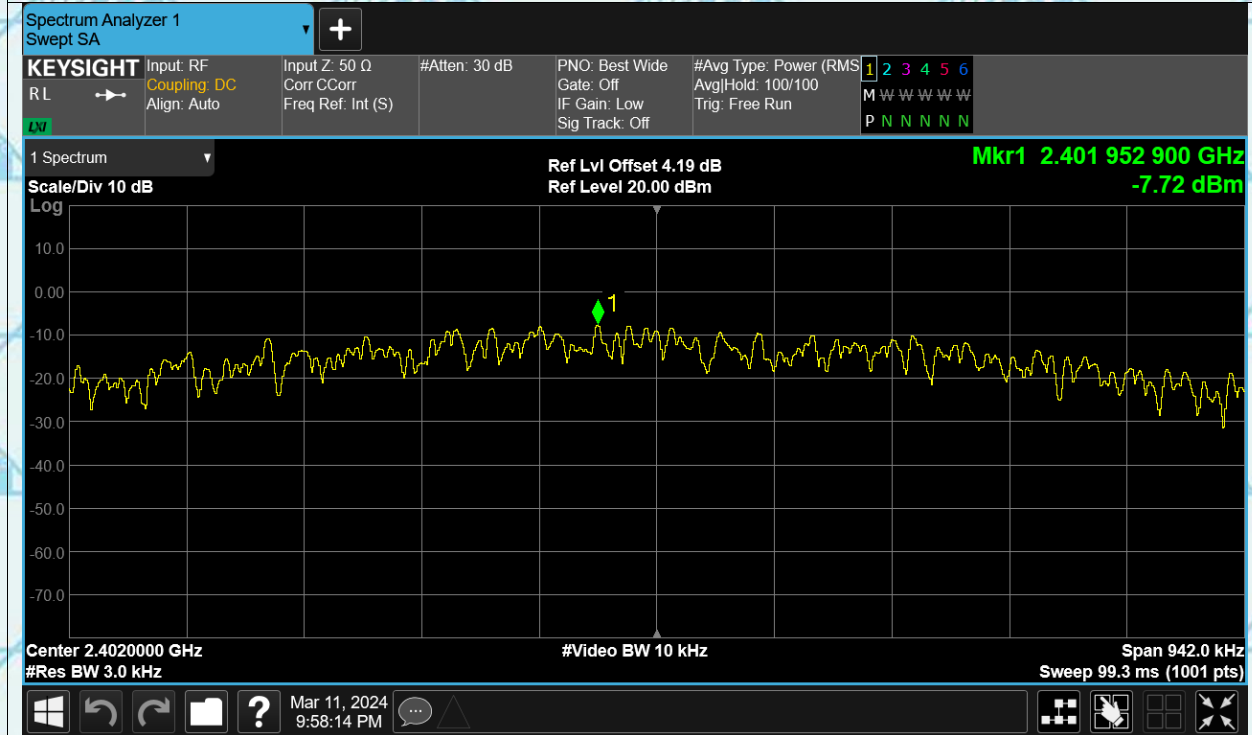 Spectrum Analyzer 1
Swept SA
KEYSIGHT
R L
LXI
Input: RF
Coupling: DC
Align: Auto
Input Z: 50 Ω
Corr CCorr
Freq Ref: Int (S)
#Atten: 30 dB
PNO: Best Wide
Gate: Off
IF Gain: Low
Sig Track: Off
#Avg Type: Power (RMS
Avg|Hold: 100/100
Trig: Free Run
1 2 3 4 5 6
M W W W W W
P N N N N N
1 Spectrum
Scale/Div 10 dB
Log
Ref Lvl Offset 4.19 dB
Ref Level 20.00 dBm
Mkr1 2.401 952 900 GHz
-7.72 dBm
10.0
0.00
1
-10.0
-20.0
-30.0
-40.0
-50.0
-60.0
-70.0
Center 2.4020000 GHz
#Res BW 3.0 kHz
#Video BW 10 kHz
Span 942.0 kHz
Sweep 99.3 ms (1001 pts)
?
Mar 11, 2024
9:58:14 PM